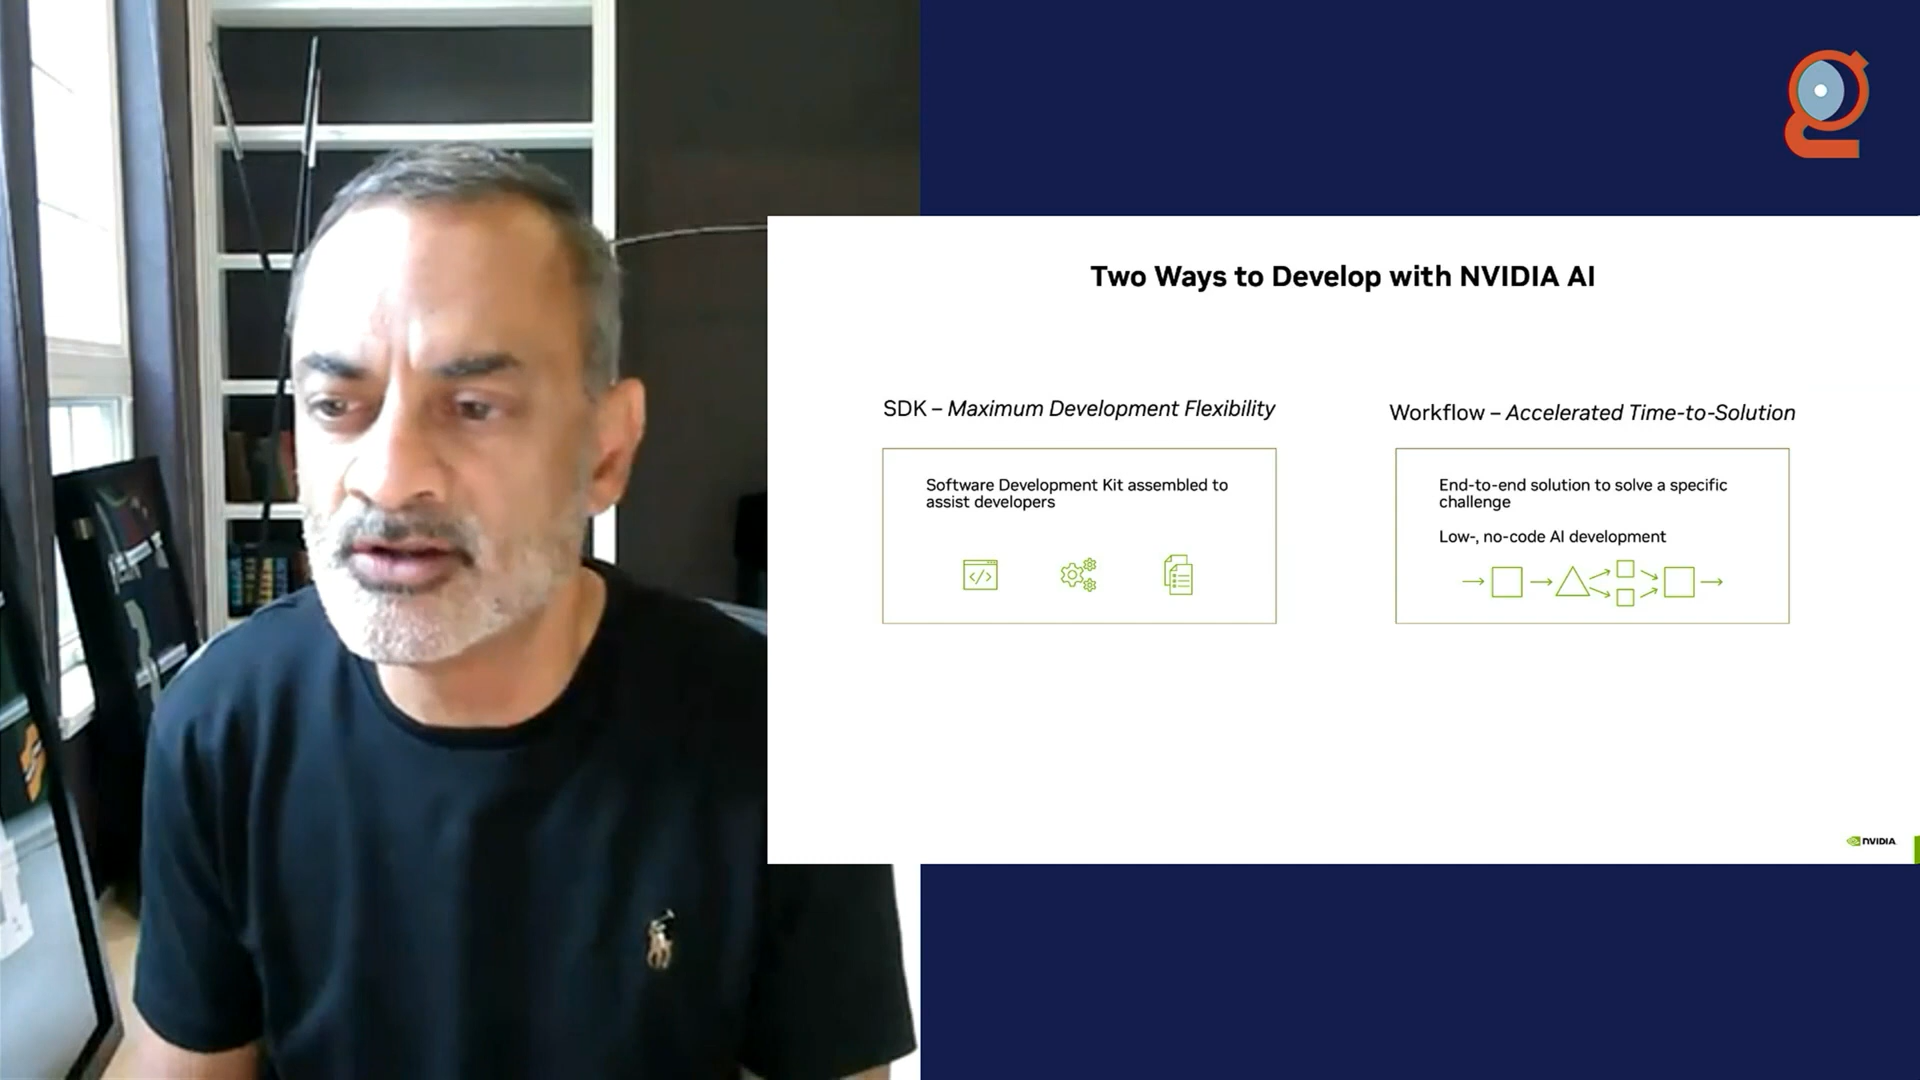 Two Ways to Develop with NVIDIA AI
SDK – Maximum Development Flexibility
Software Development Kit assembled to
assist developers
</>
Workflow – Accelerated Time-to-Solution
End-to-end solution to solve a specific
challenge
Low-, no-code AI development
NVIDIA